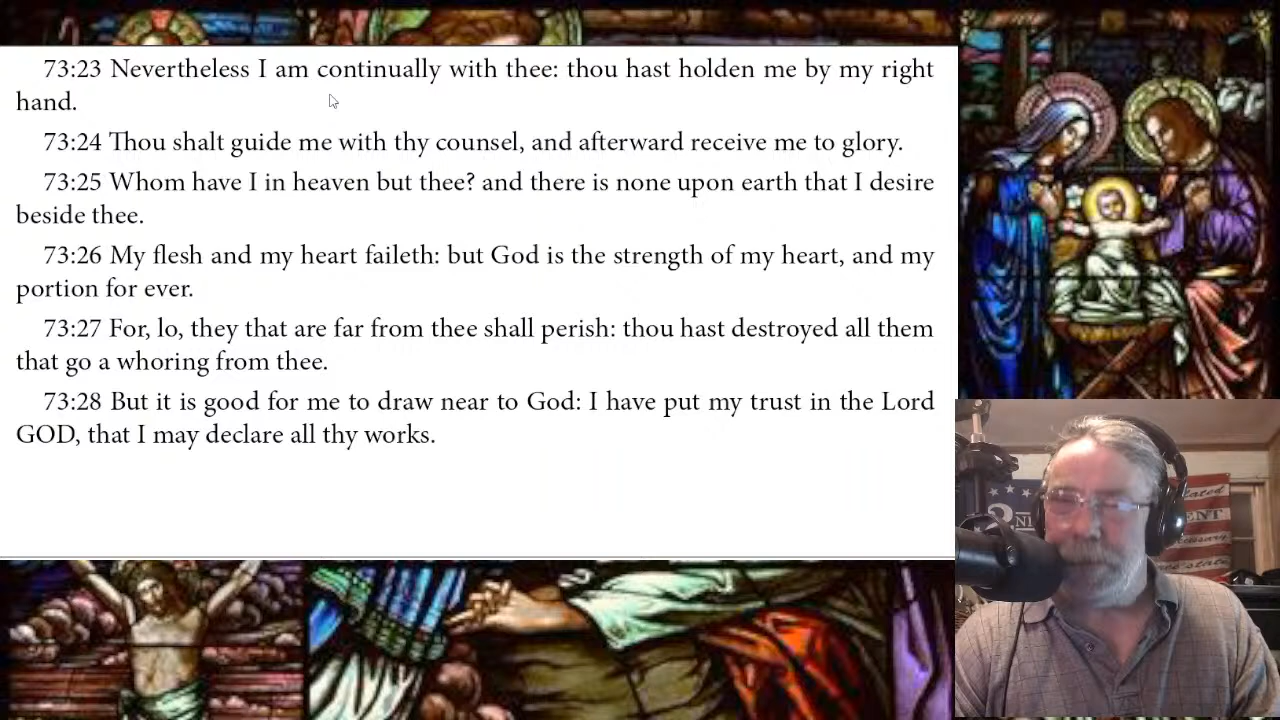 73:23 Nevertheless I am continually with thee: thou hast holden me by my right
hand.
73:24 Thou shalt guide me with thy counsel, and afterward receive me to glory.
73:25 Whom have I in heaven but thee? and there is none upon earth that I desire
beside thee.
73:26 My flesh and my heart faileth: but God is the strength of my heart, and my
portion for ever.
73:27 For, lo, they that are far from thee shall perish: thou hast destroyed all them
that go a whoring from thee.
73:28 But it is good for me to draw near to God: I have put my trust in the Lord
GOD, that I may declare all thy works.